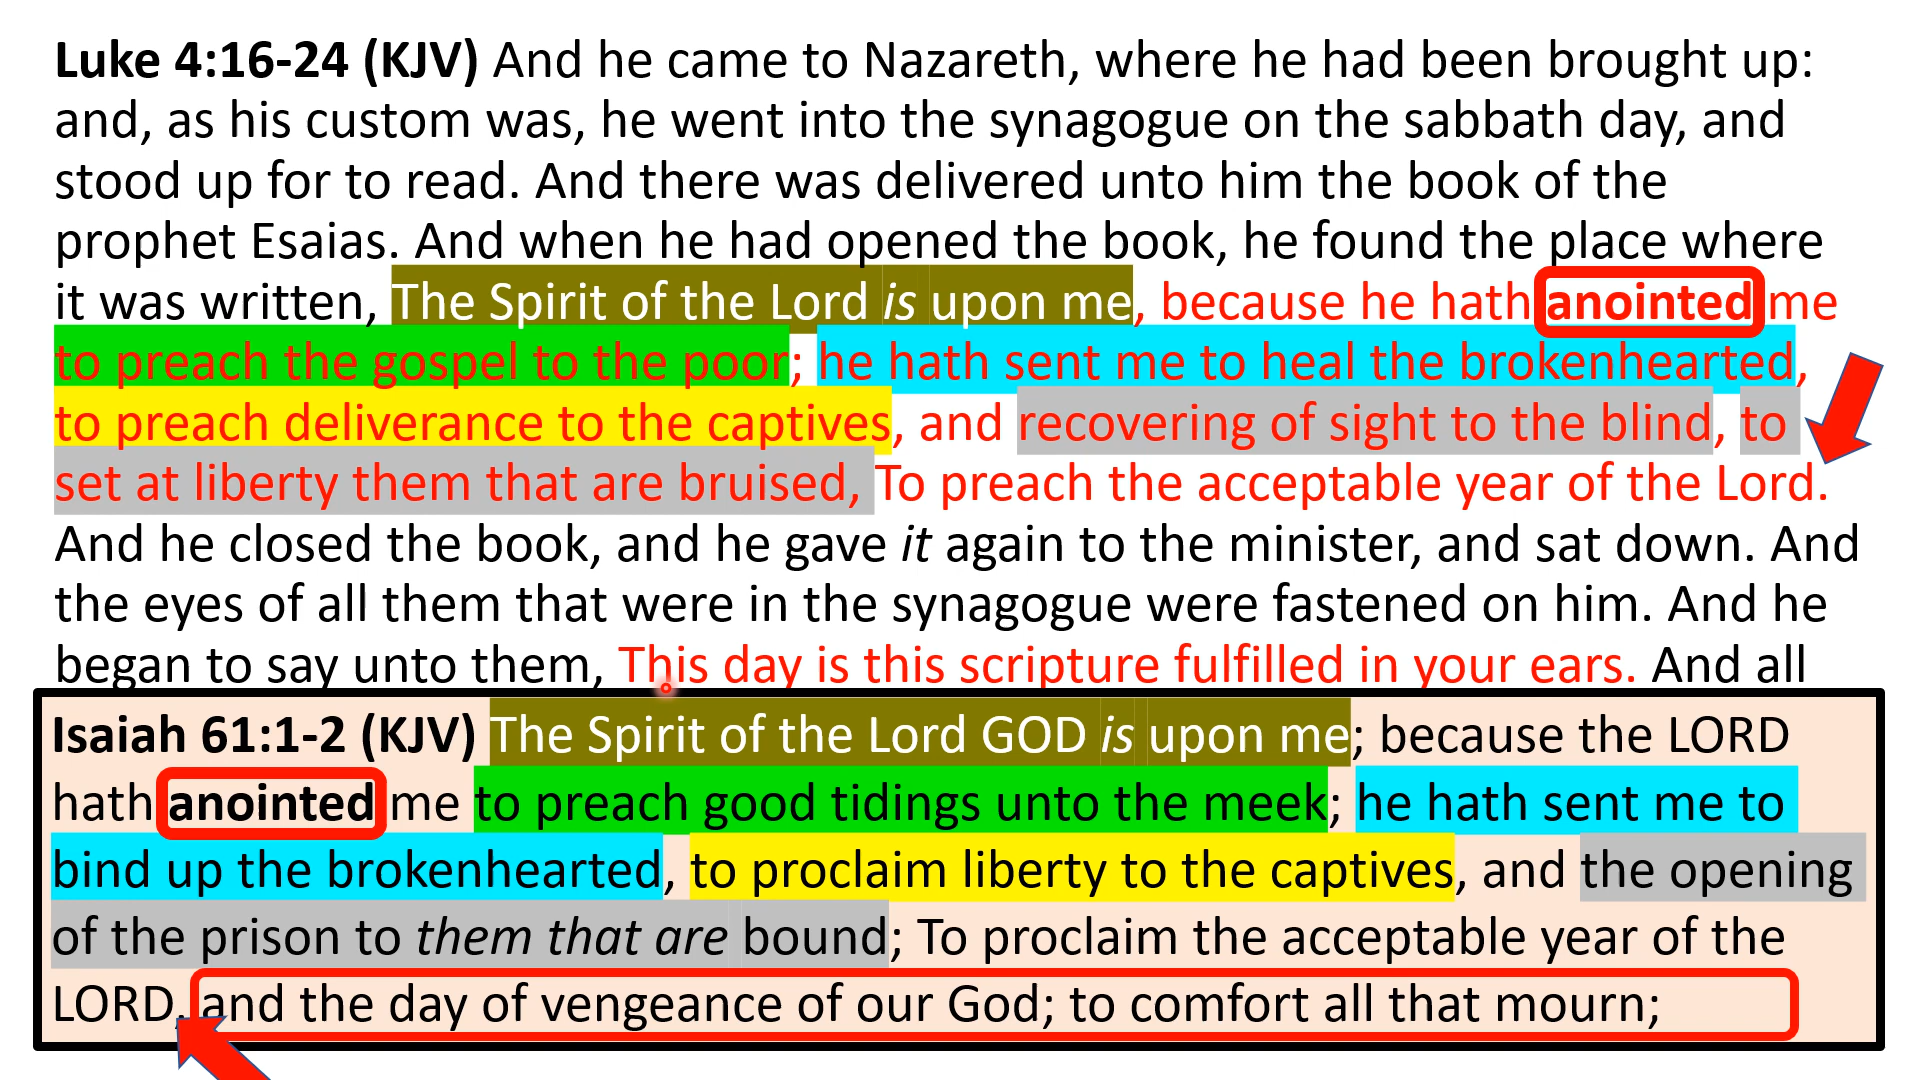 Luke 4:16-24 (KJV) And he came to Nazareth, where he had been brought up:
and, as his custom was, he went into the synagogue on the sabbath day, and
stood up for to read. And there was delivered unto him the book of the
prophet Esaias. And when he had opened the book, he found the place where
it was written, The Spirit of the Lord is upon me, because he hath anointed me
to preach the gospel to the poor; he hath sent me to heal the brokenhearted,
to preach deliverance to the captives, and recovering of sight to the blind, to
set at liberty them that are bruised, To preach the acceptable year of the Lord.
And he closed the book, and he gave it again to the minister, and sat down. And
the eyes of all them that were in the synagogue were fastened on him. And he
began to say unto them, This day is this scripture fulfilled in your ears. And all
Isaiah 61:1-2 (KJV) The Spirit of the Lord GOD is upon me; because the LORD
hath anointed me to preach good tidings unto the meek; he hath sent me to
bind up the brokenhearted, to proclaim liberty to the captives, and the opening
of the prison to them that are bound; To proclaim the acceptable year of the
LORD, and the day of vengeance of our God; to comfort all that mourn;